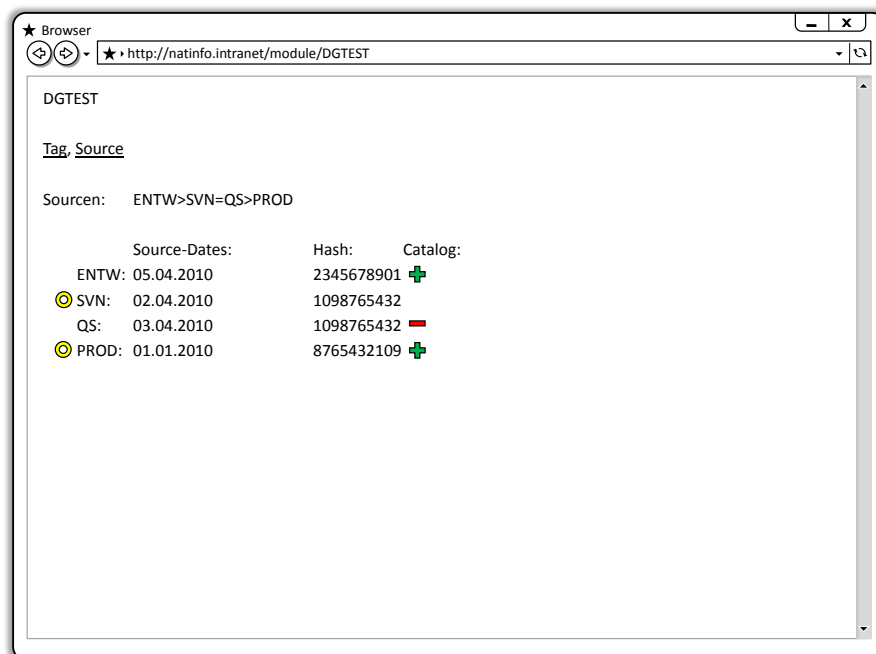 Browser
http://natinfo.intranet/module/DGTEST
DGTEST
Tag, Source
Sourcen: ENTW>SVN=QS>PROD
Source-Dates: Hash: Catalog:
ENTW: 05.04.2010 2345678901
SVN: 02.04.2010 1098765432
QS: 03.04.2010 1098765432
PROD: 01.01.2010 8765432109